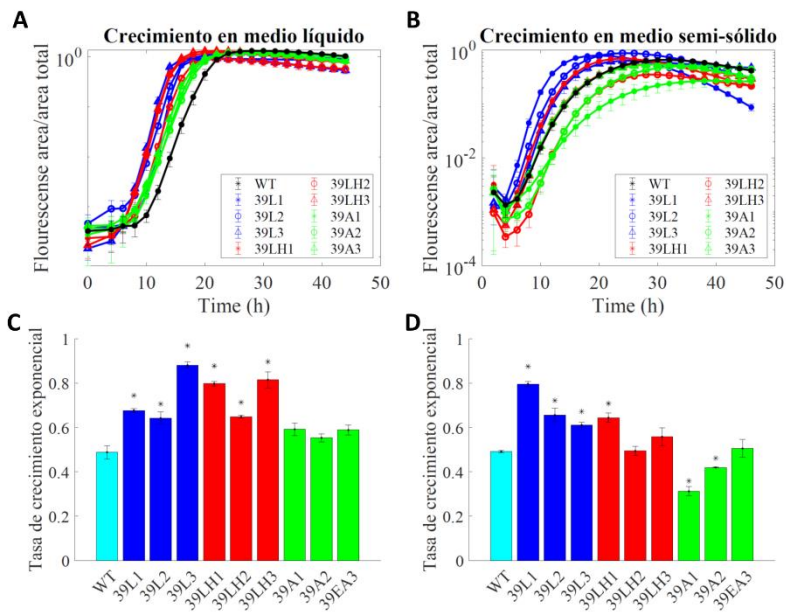 A
Crecimiento en medio líquido
10⁰
Flourescense area/area total
WT
39L1
39L2
39L3
39LH1
39LH2
39LH3
39A1
39A2
39A3
0 10 20 30 40 50
Time (h)
B
Crecimiento en medio semi-sólido
10⁰
10⁻²
10⁻⁴
Flourescense area/area total
WT
39L1
39L2
39L3
39LH1
39LH2
39LH3
39A1
39A2
39A3
0 10 20 30 40 50
Time (h)
C
Tasa de crecimiento exponencial
1
0.8
0.6
0.4
0.2
0
* * * * * *
WT 39L1 39L2 39L3 39LH1 39LH2 39LH3 39A1 39A2 39EA3
D
Tasa de crecimiento exponencial
1
0.8
0.6
0.4
0.2
0
* * * * * *
WT 39L1 39L2 39L3 39LH1 39LH2 39LH3 39A1 39A2 39EA3